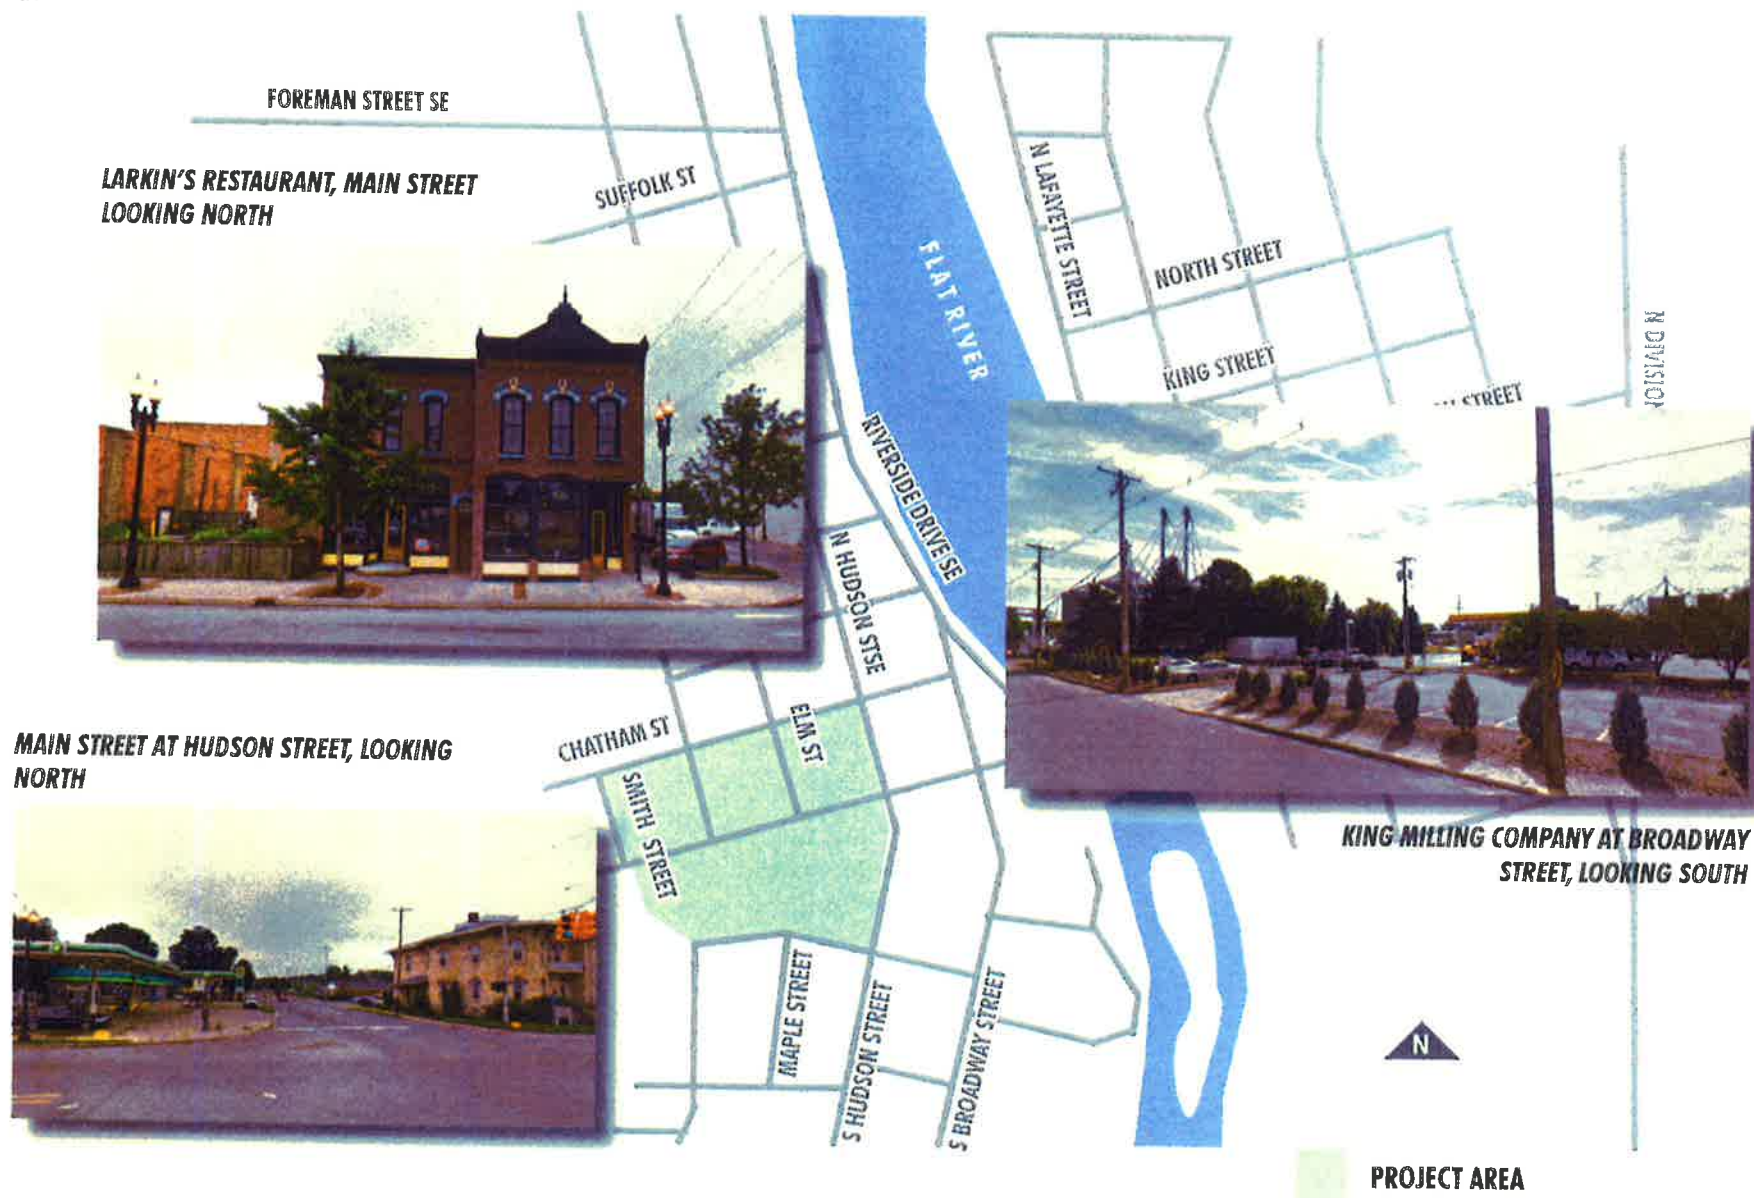 FOREMAN STREET SE
LARKIN'S RESTAURANT, MAIN STREET
LOOKING NORTH
SUFFOLK ST
FLAT RIVER
N LAFAYETTE STREET
NORTH STREET
KING STREET
STREET
N DIVISION
RIVERSIDE DRIVE SE
N HUDSON STSE
ELM ST
CHATHAM ST
SMITH STREET
MAIN STREET AT HUDSON STREET, LOOKING
NORTH
KING MILLING COMPANY AT BROADWAY
STREET, LOOKING SOUTH
MAPLE STREET
S HUDSON STREET
S BROADWAY STREET
N
PROJECT AREA